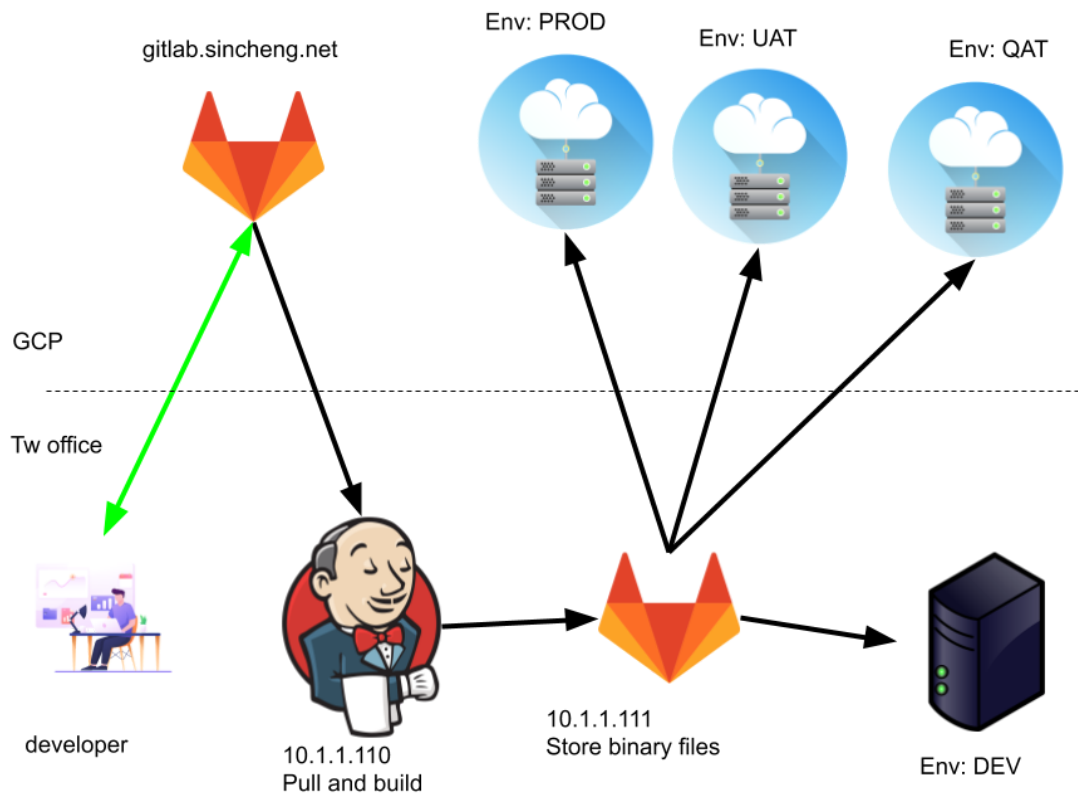 gitlab.sincheng.net
Env: PROD
Env: UAT
Env: QAT
GCP
Tw office
developer
10.1.1.110
Pull and build
10.1.1.111
Store binary files
Env: DEV